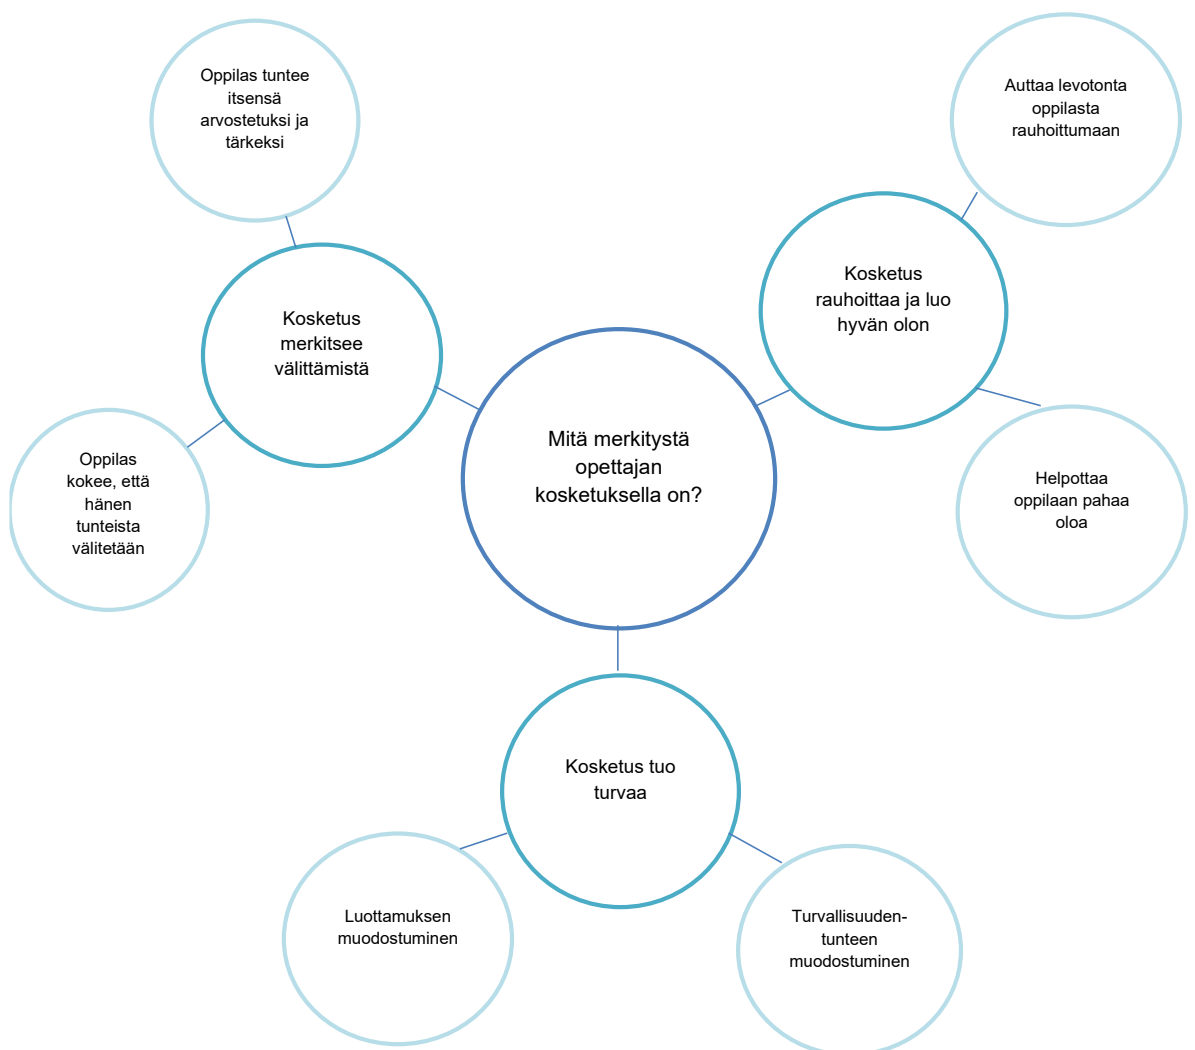 Oppilas tuntee
itsensä
arvostetuksi ja
tärkeksi
Auttaa levotonta
oppilasta
rauhoittumaan
Kosketus
merkitsee
välittämistä
Kosketus
rauhoittaa ja luo
hyvän olon
Mitä merkitystä
opettajan
kosketuksella on?
Oppilas
kokee, että
hänen
tunteista
välitetään
Helpottaa
oppilaan pahaa
oloa
Kosketus tuo
turvaa
Luottamuksen
muodostuminen
Turvallisuuden-
tunteen
muodostuminen